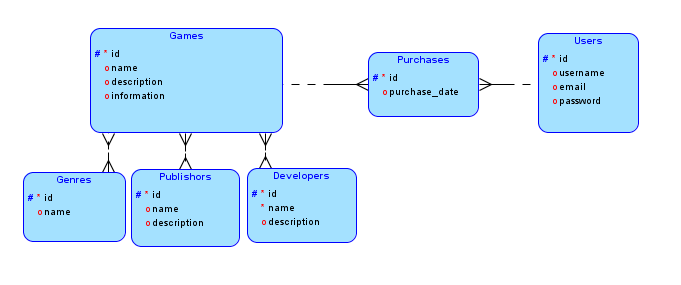 Games
# * id
o name
o description
o information
Purchases
# * id
o purchase_date
Users
# * id
o username
o email
o password
Genres
# * id
o name
Publishors
# * id
o name
o description
Developers
# * id
* name
o description